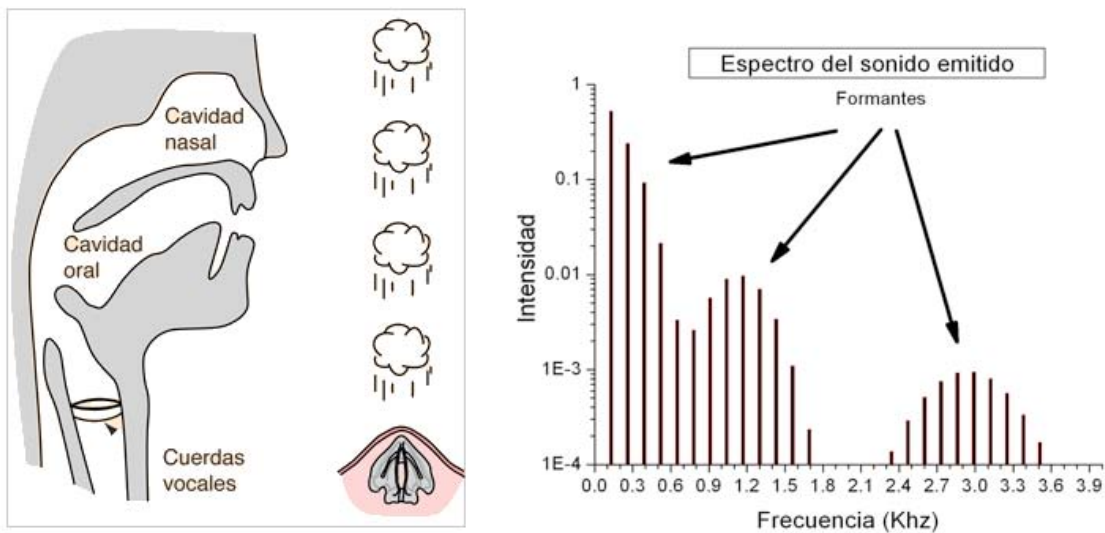 Cavidad
nasal
Cavidad
oral
Cuerdas
vocales
Espectro del sonido emitido
Formantes
Intensidad
1
0.1
0.01
1E-3
1E-4
0.0 0.3 0.6 0.9 1.2 1.5 1.8 2.1 2.4 2.7 3.0 3.3 3.6 3.9
Frecuencia (Khz)